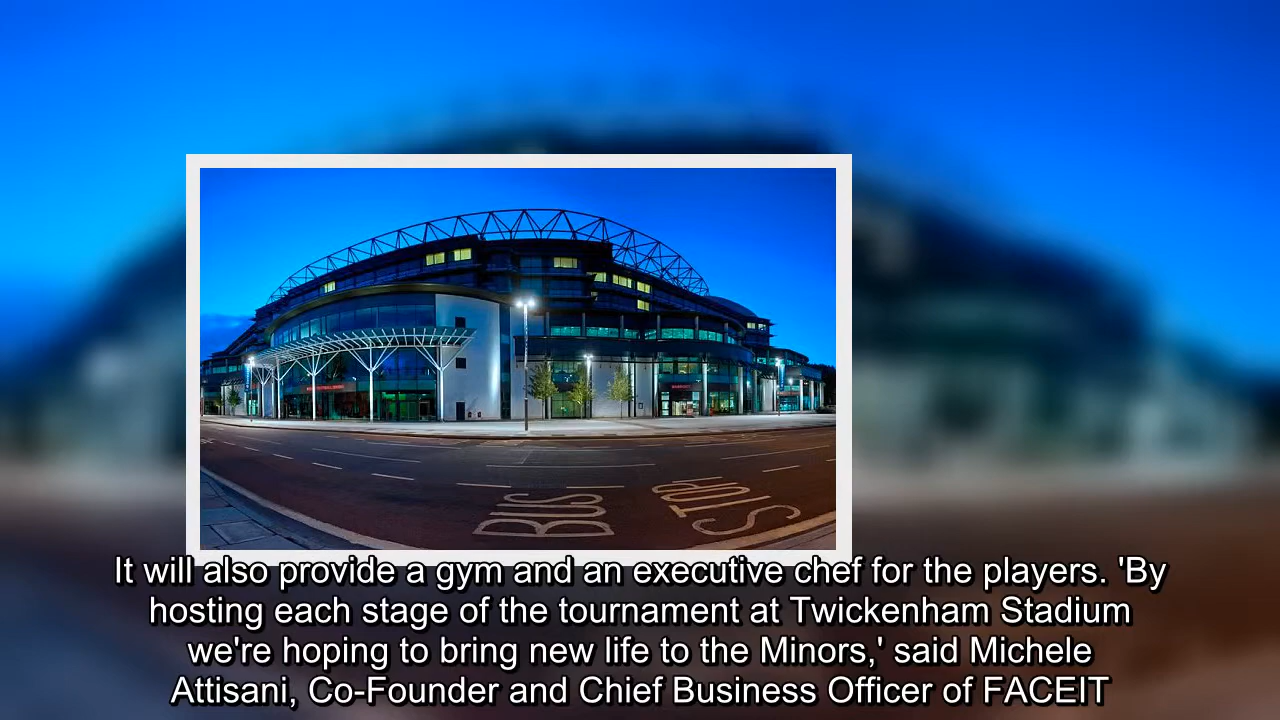 BUS
STOP
It will also provide a gym and an executive chef for the players. 'By
hosting each stage of the tournament at Twickenham Stadium
we're hoping to bring new life to the Minors,' said Michele
Attisani, Co-Founder and Chief Business Officer of FACEIT